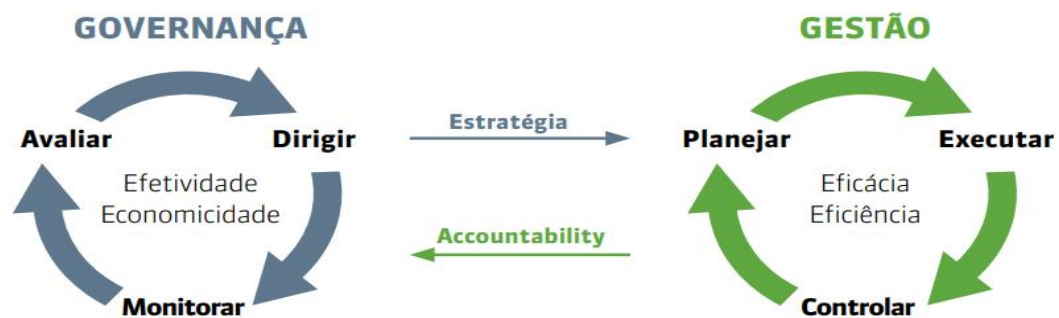 GOVERNANÇA
Avaliar
Dirigir
Efetividade
Economicidade
Monitorar
Estratégia
Accountability
GESTÃO
Planejar
Executar
Eficácia
Eficiência
Controlar